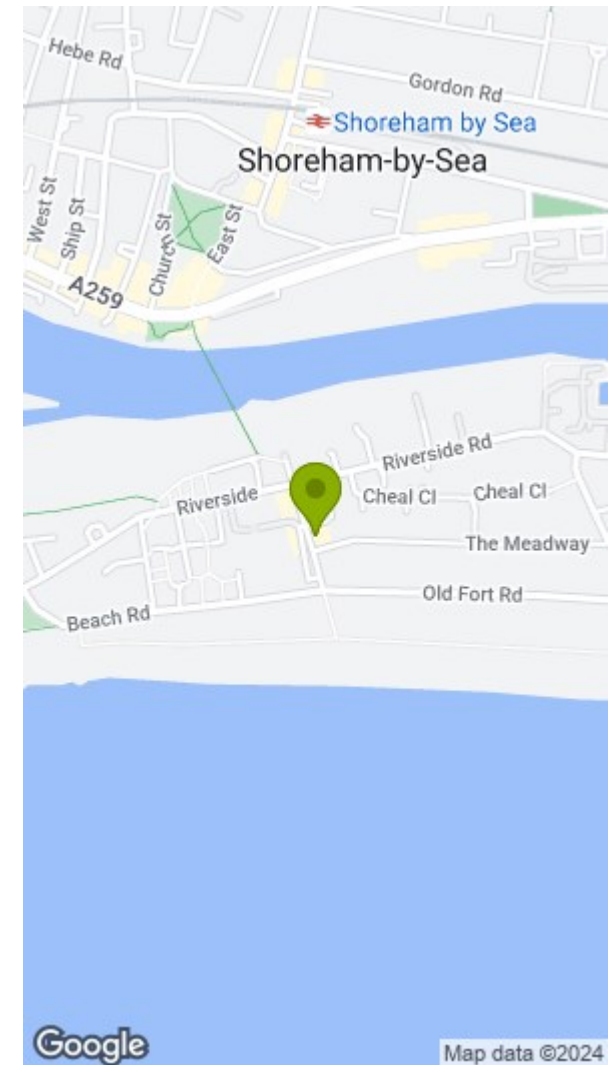 Hebe Rd
Gordon Rd
Shoreham by Sea
Shoreham-by-Sea
West St
Ship St
Church St
East St
A259
Riverside Rd
Riverside
Cheal Cl
Cheal Cl
The Meadway
Old Fort Rd
Beach Rd
Google
Map data ©2024